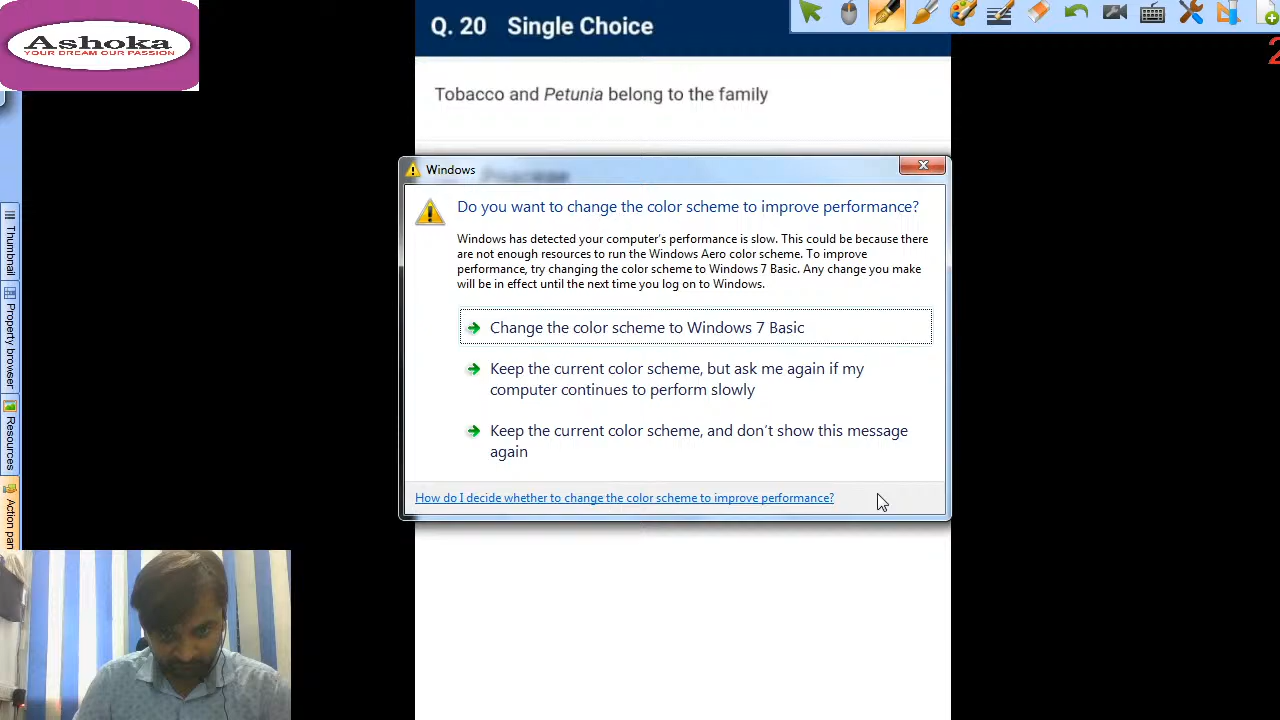 Ashoka
YOUR DREAM OUR PASSION
Q. 20 Single Choice
Tobacco and Petunia belong to the family
Poaceae
Windows
Do you want to change the color scheme to improve performance?
Windows has detected your computer's performance is slow. This could be because there
are not enough resources to run the Windows Aero color scheme. To improve
performance, try changing the color scheme to Windows 7 Basic. Any change you make
will be in effect until the next time you log on to Windows.
Change the color scheme to Windows 7 Basic
Keep the current color scheme, but ask me again if my
computer continues to perform slowly
Keep the current color scheme, and don't show this message
again
How do I decide whether to change the color scheme to improve performance?
Thumbnail
Property browser
Resources
Action pan
2